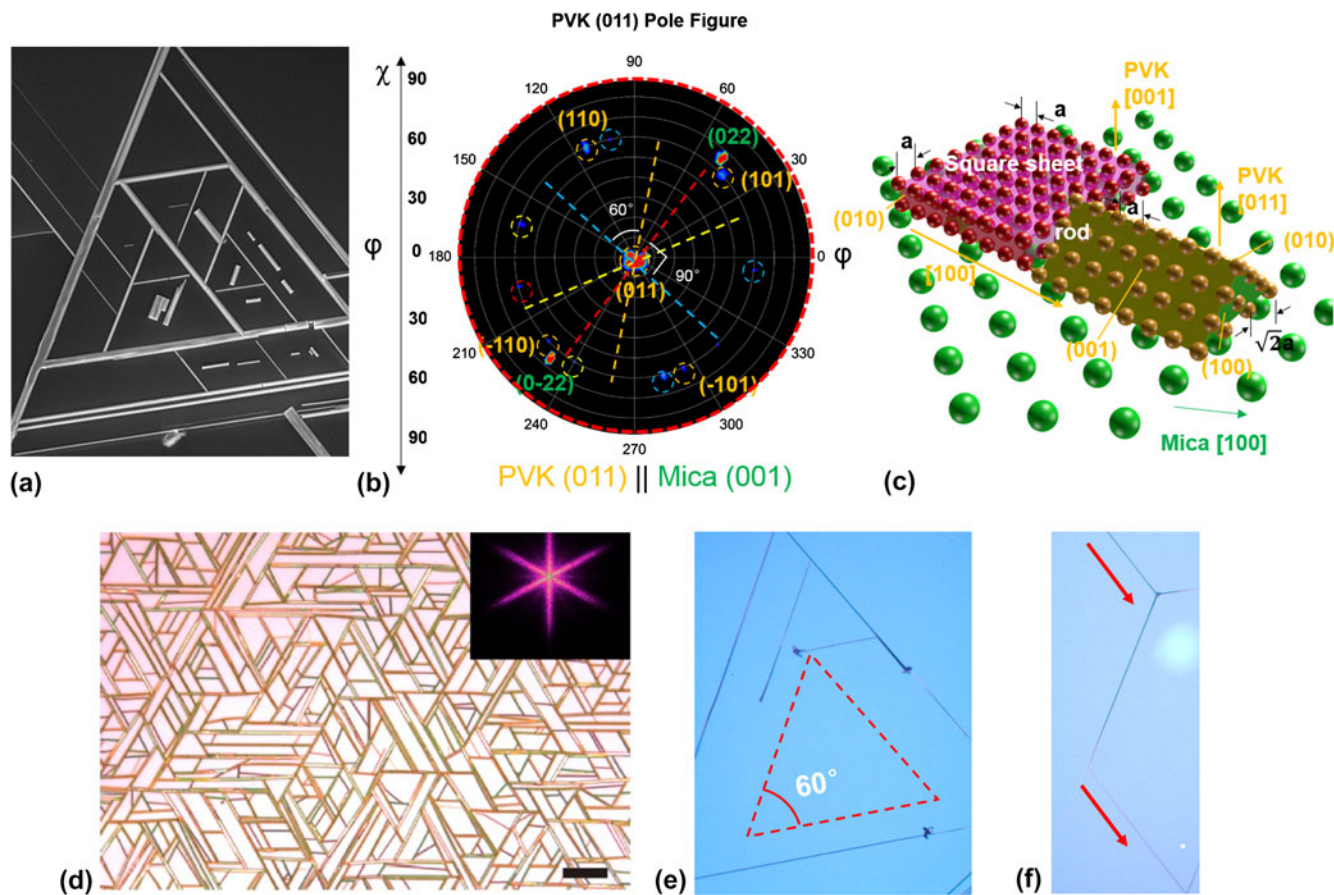 PVK (011) Pole Figure
χ
90
60
30
φ
0
30
60
90
90
120
60
150
30
180
0
φ
210
330
240
300
270
(110)
(022)
(101)
60°
90°
(011)
(-110)
(0-22)
(-101)
PVK (011) || Mica (001)
PVK
[001]
a
a
Square sheet
PVK
[011]
(010)
a
rod
(010)
[100]
√2a
(001)
(100)
Mica [100]
(a)
(b)
(c)
60°
(d)
(e)
(f)